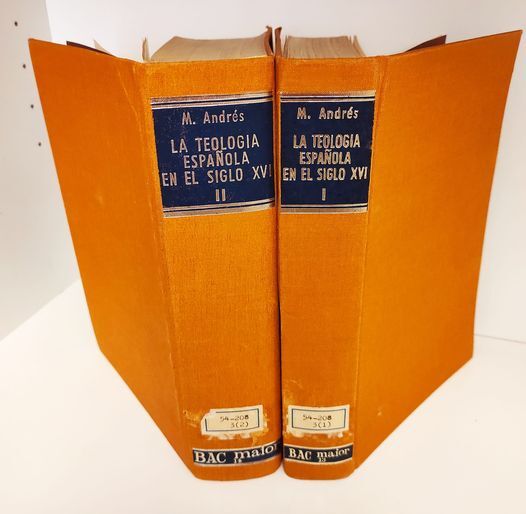 M. Andrés
LA TEOLOGIA
ESPAÑOLA
EN EL SIGLO XVI
II
54-208
3(2)
BAC maior
M. Andrés
LA TEOLOGIA
ESPAÑOLA
EN EL SIGLO XVI
I
54-208
3(1)
BAC maior
13